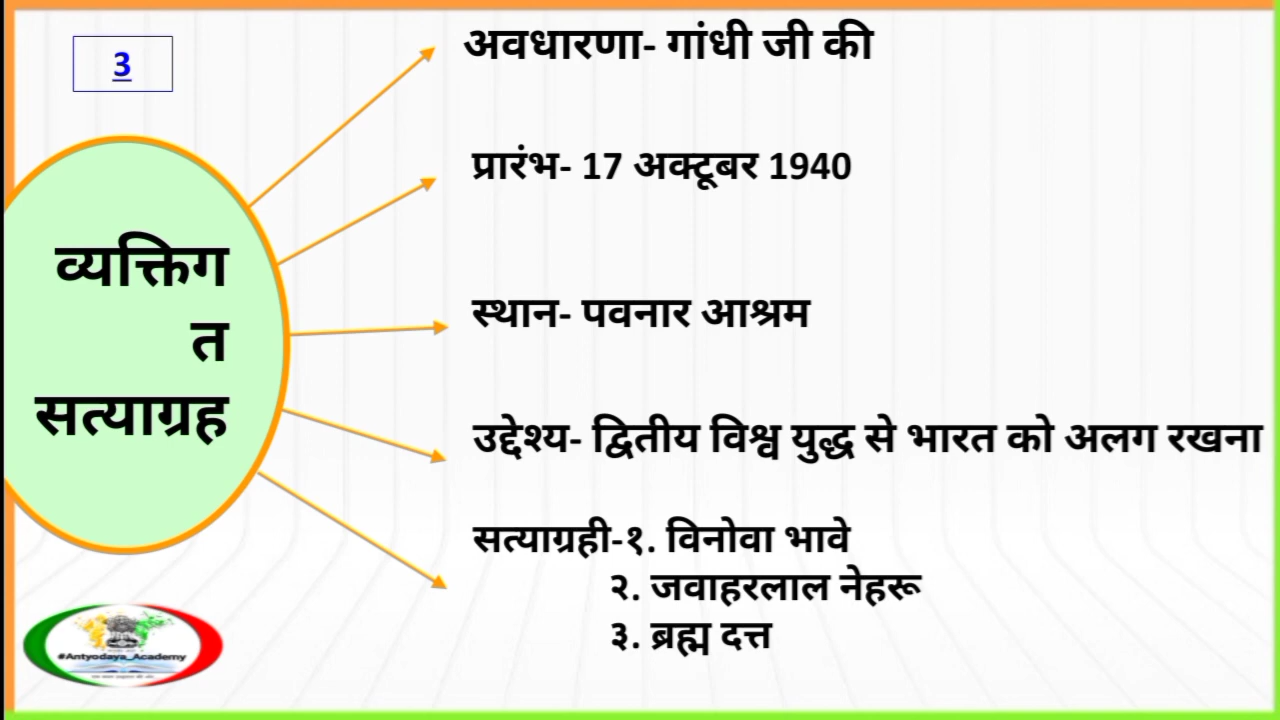 3
अवधारणा- गांधी जी की
प्रारंभ- 17 अक्टूबर 1940
व्यक्तिग
त
सत्याग्रह
स्थान- पवनार आश्रम
उद्देश्य- द्वितीय विश्व युद्ध से भारत को अलग रखना
सत्याग्रही-१. विनोवा भावे
२. जवाहरलाल नेहरू
३. ब्रह्म दत्त
#Antyodaya_Academy